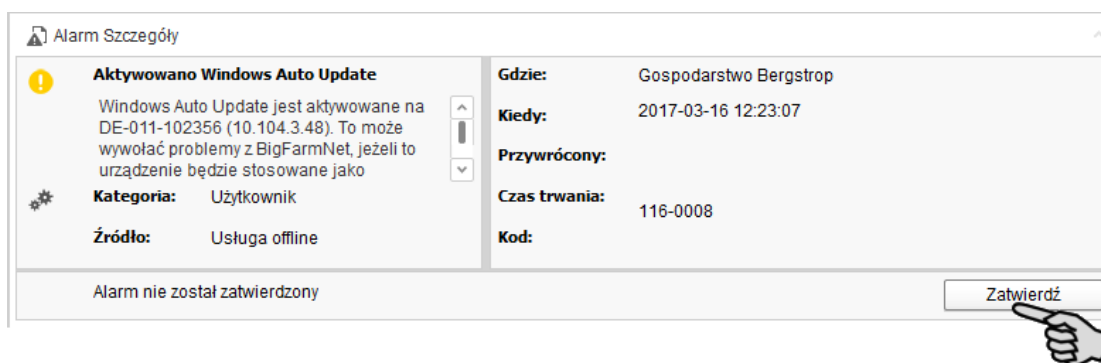 Alarm Szczegóły
Aktywowano Windows Auto Update
Windows Auto Update jest aktywowane na
DE-011-102356 (10.104.3.48). To może
wywołać problemy z BigFarmNet, jeżeli to
urządzenie będzie stosowane jako
Kategoria: Użytkownik
Źródło: Usługa offline
Gdzie: Gospodarstwo Bergstrop
Kiedy: 2017-03-16 12:23:07
Przywrócony:
Czas trwania:
116-0008
Kod:
Alarm nie został zatwierdzony
Zatwierdź